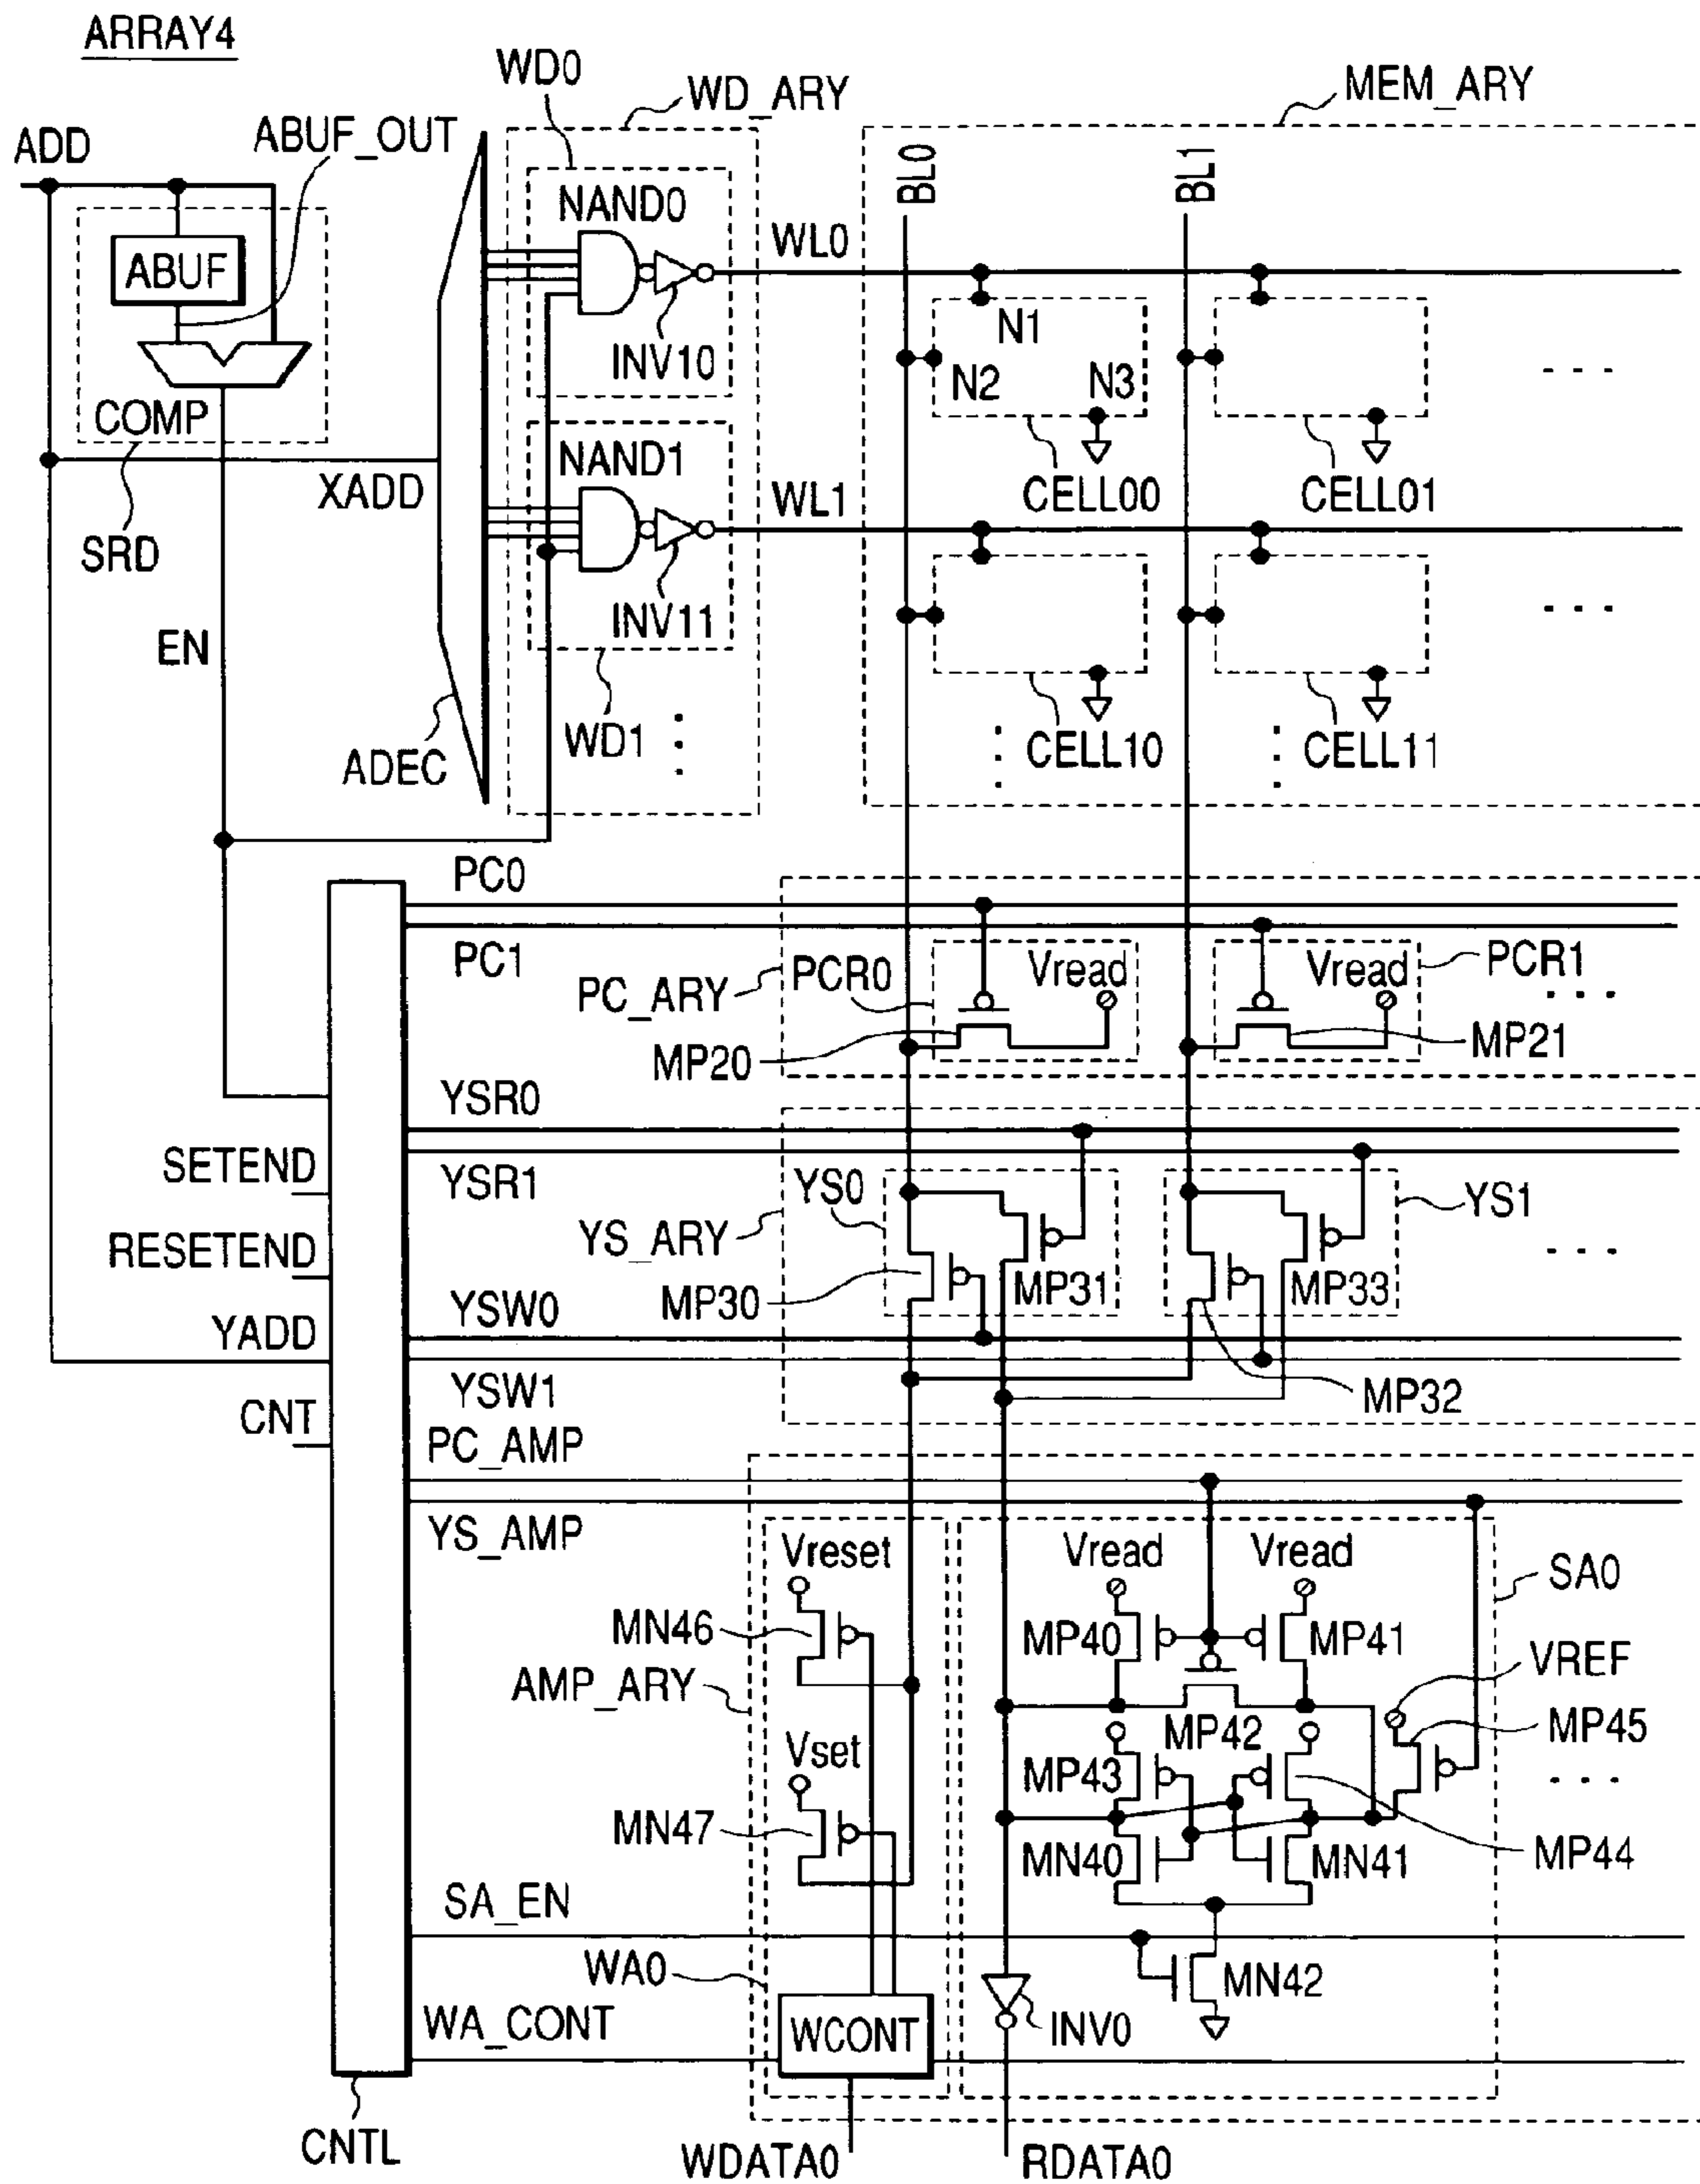 ARRAY4
WD0
WD_ARY
MEM_ARY
ADD
ABUF_OUT
BL0
BL1
NAND0
WL0
ABUF
N1
INV10
N2
N3
COMP
NAND1
XADD
WL1
CELL00
CELL01
SRD
INV11
EN
WD1
CELL10
CELL11
ADEC
PC0
PC1
PCR0
Vread
Vread
PCR1
PC_ARY
MP20
MP21
YSR0
SETEND
YSR1
YS0
YS1
YS_ARY
RESETEND
MP31
MP33
MP30
YSW0
YADD
YSW1
MP32
CNT
PC_AMP
YS_AMP
Vreset
Vread
Vread
SA0
MN46
MP40
MP41
VREF
AMP_ARY
MP42
MP45
Vset
MP43
MN47
MN40
MN41
MP44
SA_EN
WA0
MN42
WA_CONT
WCONT
INV0
CNTL
WDATA0
RDATA0